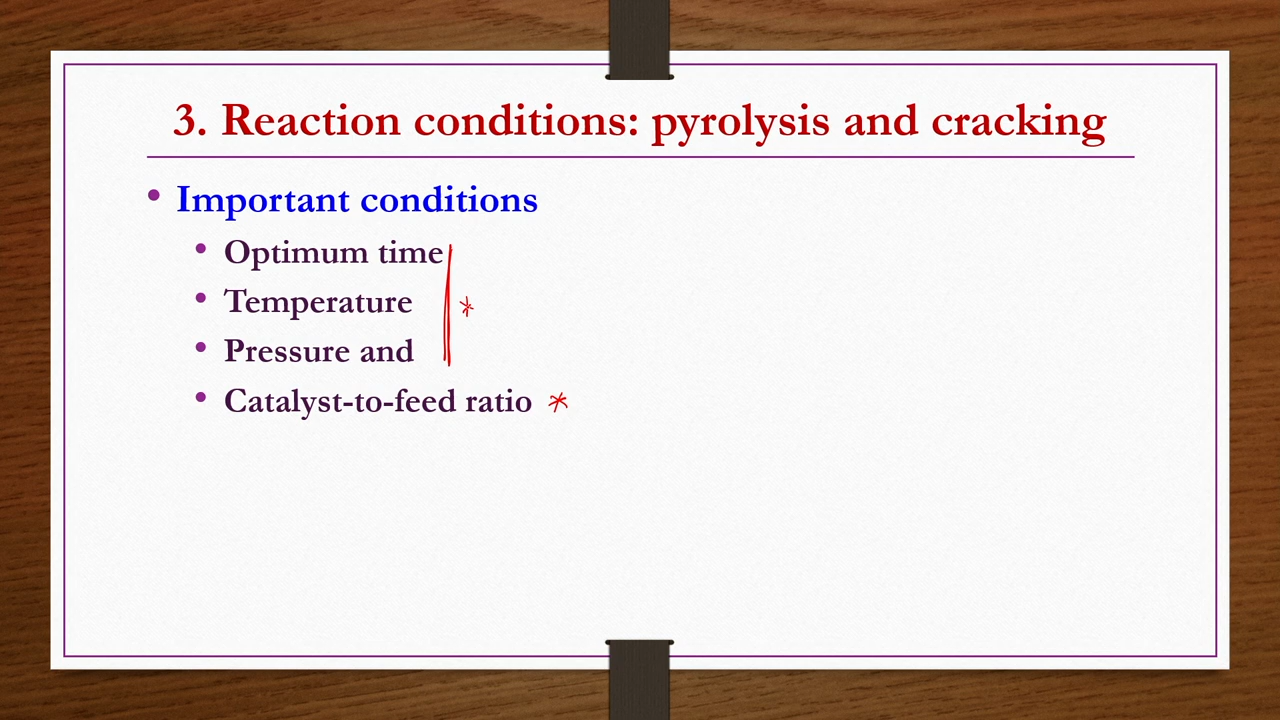 3. Reaction conditions: pyrolysis and cracking
• Important conditions
• Optimum time
• Temperature *
• Pressure and
• Catalyst-to-feed ratio *